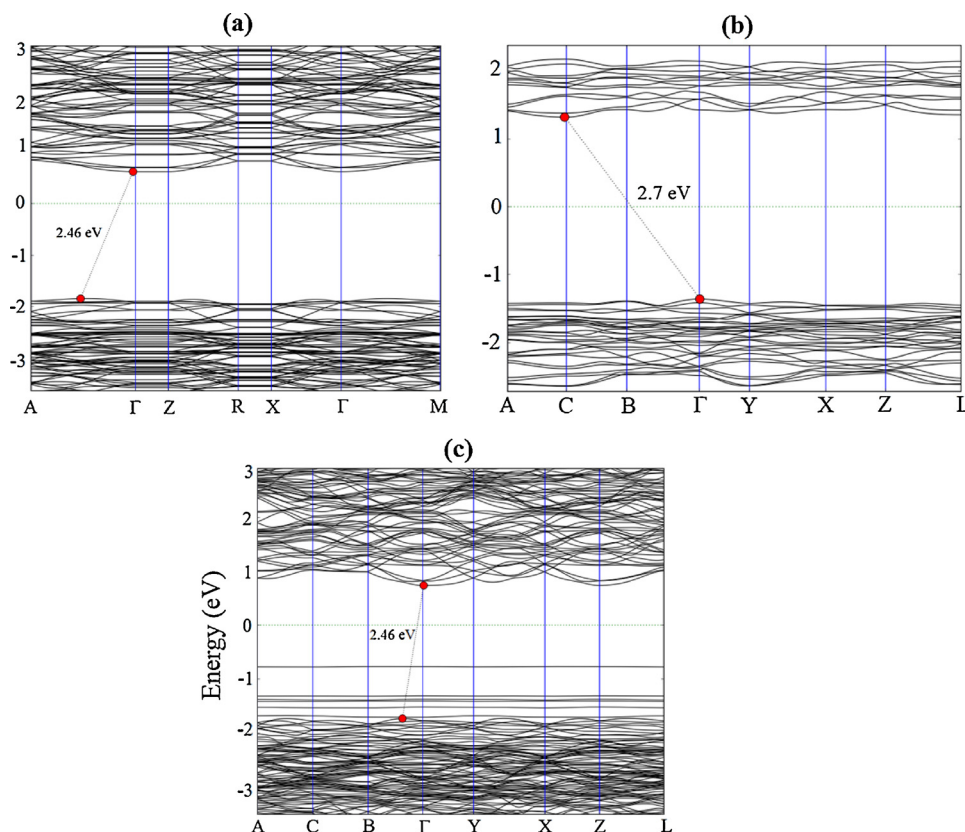 (a)
3
2
1
0
-1
-2
-3
2.46 eV
A Γ Z R X Γ M
(b)
2
1
0
-1
-2
2.7 eV
A C B Γ Y X Z L
(c)
Energy (eV)
3
2
1
0
-1
-2
-3
2.46 eV
A C B Γ Y X Z L